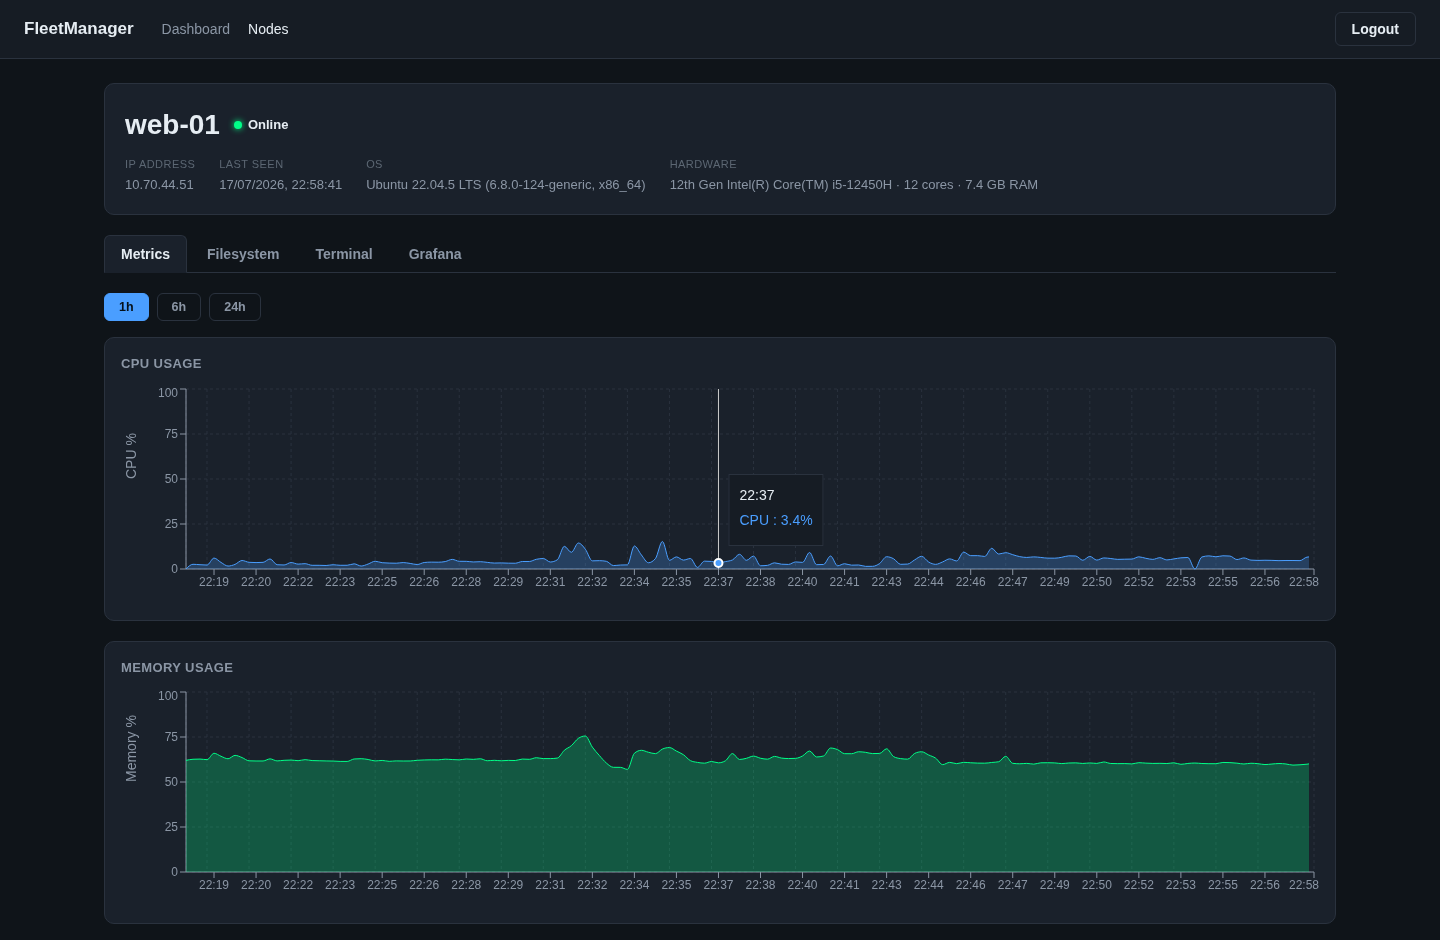 FleetManager Dashboard Nodes Logout
web-01 Online
IP ADDRESS LAST SEEN OS HARDWARE
10.70.44.51 17/07/2026, 22:58:41 Ubuntu 22.04.5 LTS (6.8.0-124-generic, x86_64) 12th Gen Intel(R) Core(TM) i5-12450H · 12 cores · 7.4 GB RAM
Metrics Filesystem Terminal Grafana
1h 6h 24h
CPU USAGE
100
75
CPU %
50
22:37
CPU : 3.4%
25
0
22:19 22:20 22:22 22:23 22:25 22:26 22:28 22:29 22:31 22:32 22:34 22:35 22:37 22:38 22:40 22:41 22:43 22:44 22:46 22:47 22:49 22:50 22:52 22:53 22:55 22:56 22:58
MEMORY USAGE
100
75
Memory %
50
25
0
22:19 22:20 22:22 22:23 22:25 22:26 22:28 22:29 22:31 22:32 22:34 22:35 22:37 22:38 22:40 22:41 22:43 22:44 22:46 22:47 22:49 22:50 22:52 22:53 22:55 22:56 22:58